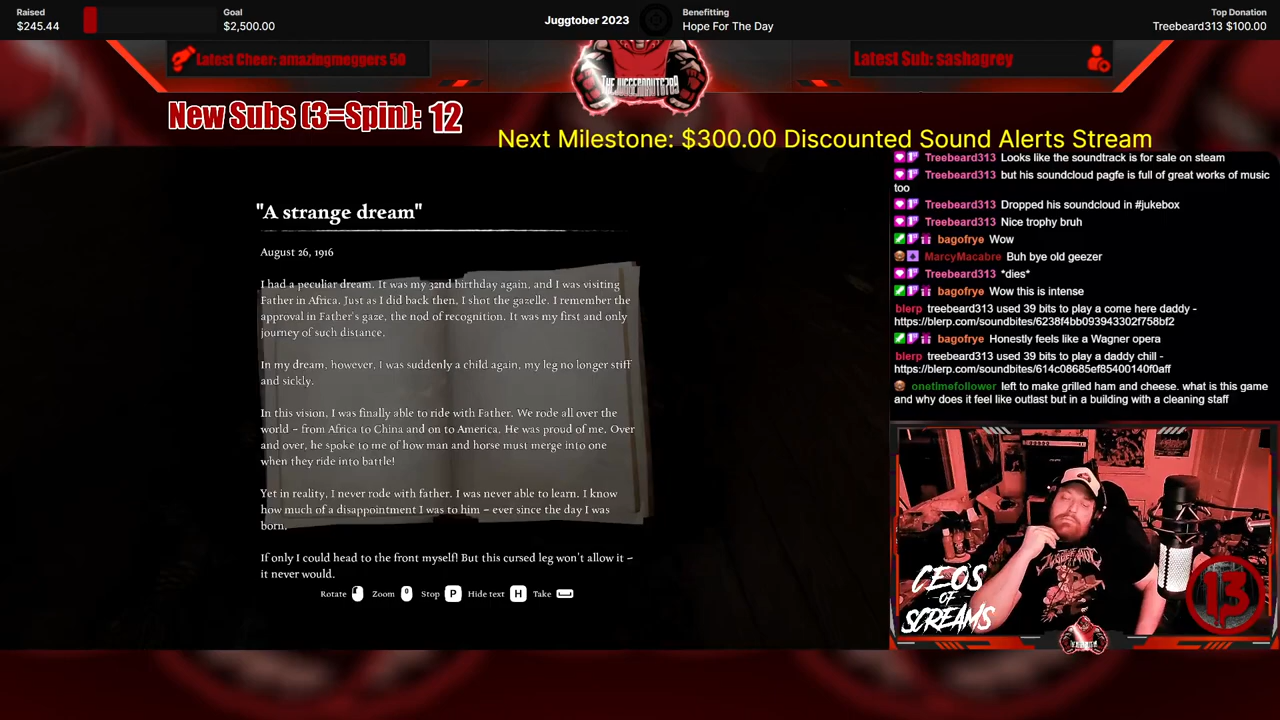 Raised
$245.44
Goal
$2,500.00
Juggtober 2023
Benefitting
Hope For The Day
Top Donation
Treebeard313 $100.00
Latest Cheer: amazingmeggers 50
THEJUGGERNAUT6789
Latest Sub: sashagrey
New Subs (3=Spin): 12
Next Milestone: $300.00 Discounted Sound Alerts Stream
"A strange dream"
August 26, 1916
I had a peculiar dream. It was my 32nd birthday again, and I was visiting
Father in Africa. Just as I did back then, I shot the gazelle. I remember the
approval in Father's gaze, the nod of recognition. It was my first and only
journey of such distance.
In my dream, however, I was suddenly a child again, my leg no longer stiff
and sickly.
In this vision, I was finally able to ride with Father. We rode all over the
world – from Africa to China and on to America. He was proud of me. Over
and over, he spoke to me of how man and horse must merge into one
when they ride into battle!
Yet in reality, I never rode with father. I was never able to learn. I know
how much of a disappointment I was to him – ever since the day I was
born.
If only I could head to the front myself! But this cursed leg won't allow it –
it never would.
Rotate Zoom Stop P Hide text H Take
Treebeard313 Looks like the soundtrack is for sale on steam
Treebeard313 but his soundcloud pagfe is full of great works of music
too
Treebeard313 Dropped his soundcloud in #jukebox
Treebeard313 Nice trophy bruh
bagofrye Wow
MarcyMacabre Buh bye old geezer
Treebeard313 *dies*
bagofrye Wow this is intense
blerp treebeard313 used 39 bits to play a come here daddy -
https://blerp.com/soundbites/6238f4bb093943302f758bf2
bagofrye Honestly feels like a Wagner opera
blerp treebeard313 used 39 bits to play a daddy chill -
https://blerp.com/soundbites/614c08685ef85400140f0aff
onetimefollower left to make grilled ham and cheese. what is this game
and why does it feel like outlast but in a building with a cleaning staff
CEOS
OF
SCREAMS
13